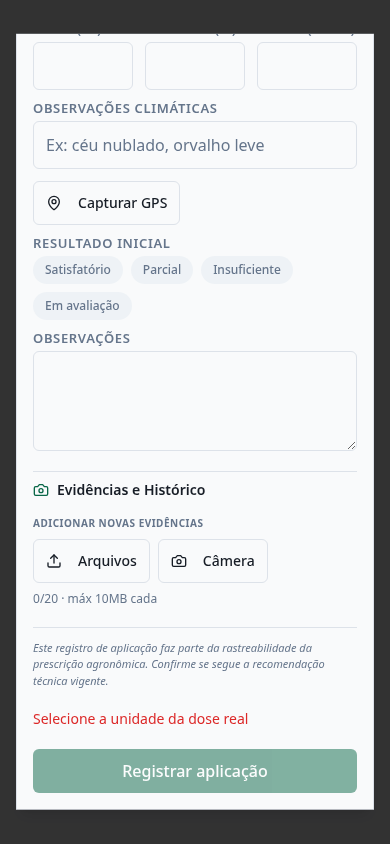 OBSERVAÇÕES CLIMÁTICAS
Ex: céu nublado, orvalho leve
Capturar GPS
RESULTADO INICIAL
Satisfatório Parcial Insuficiente
Em avaliação
OBSERVAÇÕES
Evidências e Histórico
ADICIONAR NOVAS EVIDÊNCIAS
Arquivos Câmera
0/20 · máx 10MB cada
Este registro de aplicação faz parte da rastreabilidade da
prescrição agronômica. Confirme se segue a recomendação
técnica vigente.
Selecione a unidade da dose real
Registrar aplicação